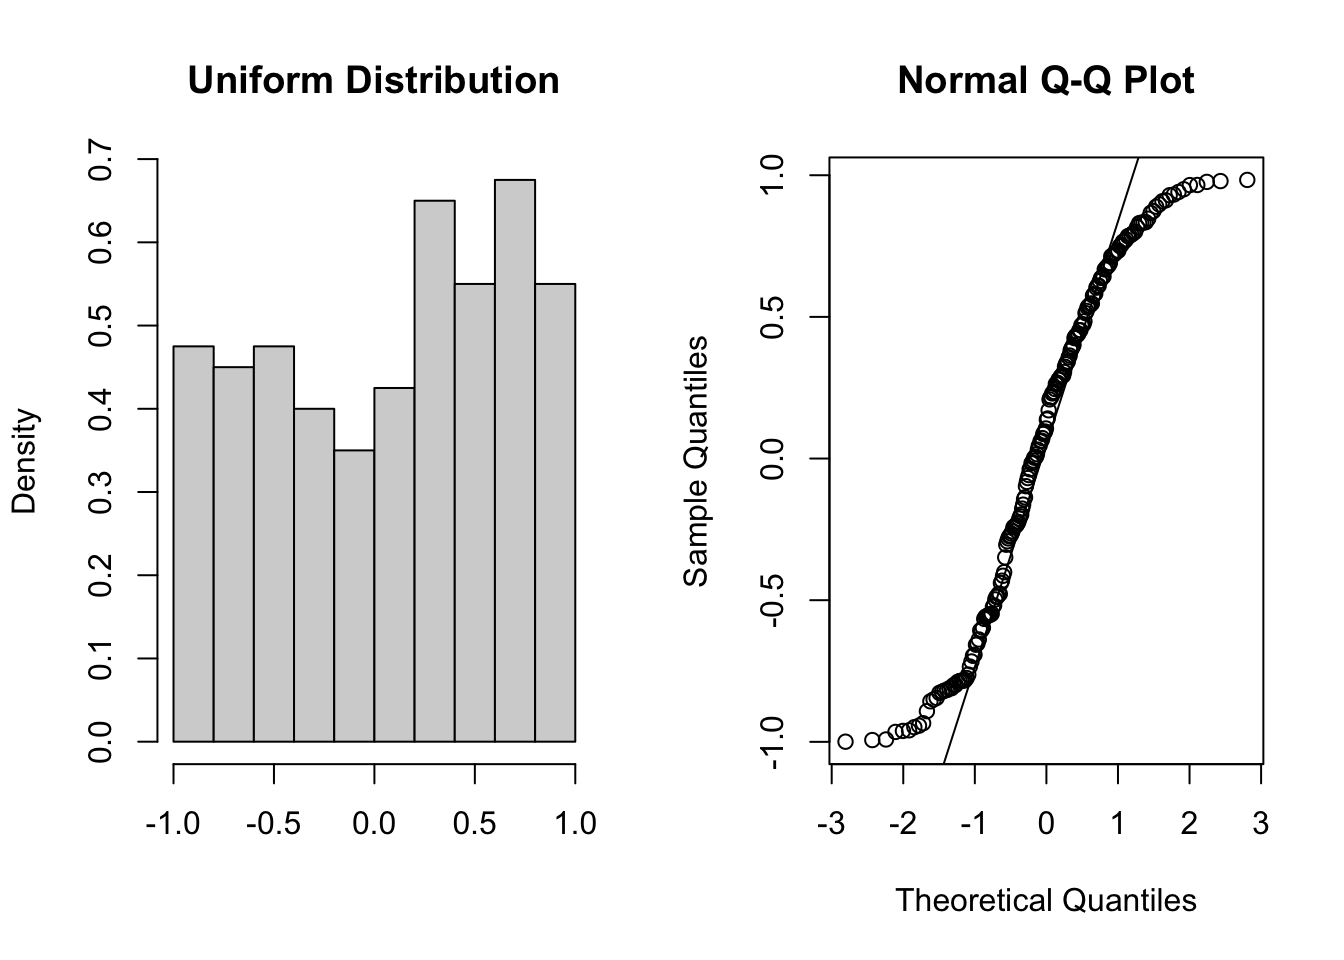 Uniform Distribution
Density
0.0
0.1
0.2
0.3
0.4
0.5
0.6
0.7
-1.0 -0.5 0.0 0.5 1.0
Normal Q-Q Plot
Sample Quantiles
-1.0
-0.5
0.0
0.5
1.0
-3 -2 -1 0 1 2 3
Theoretical Quantiles